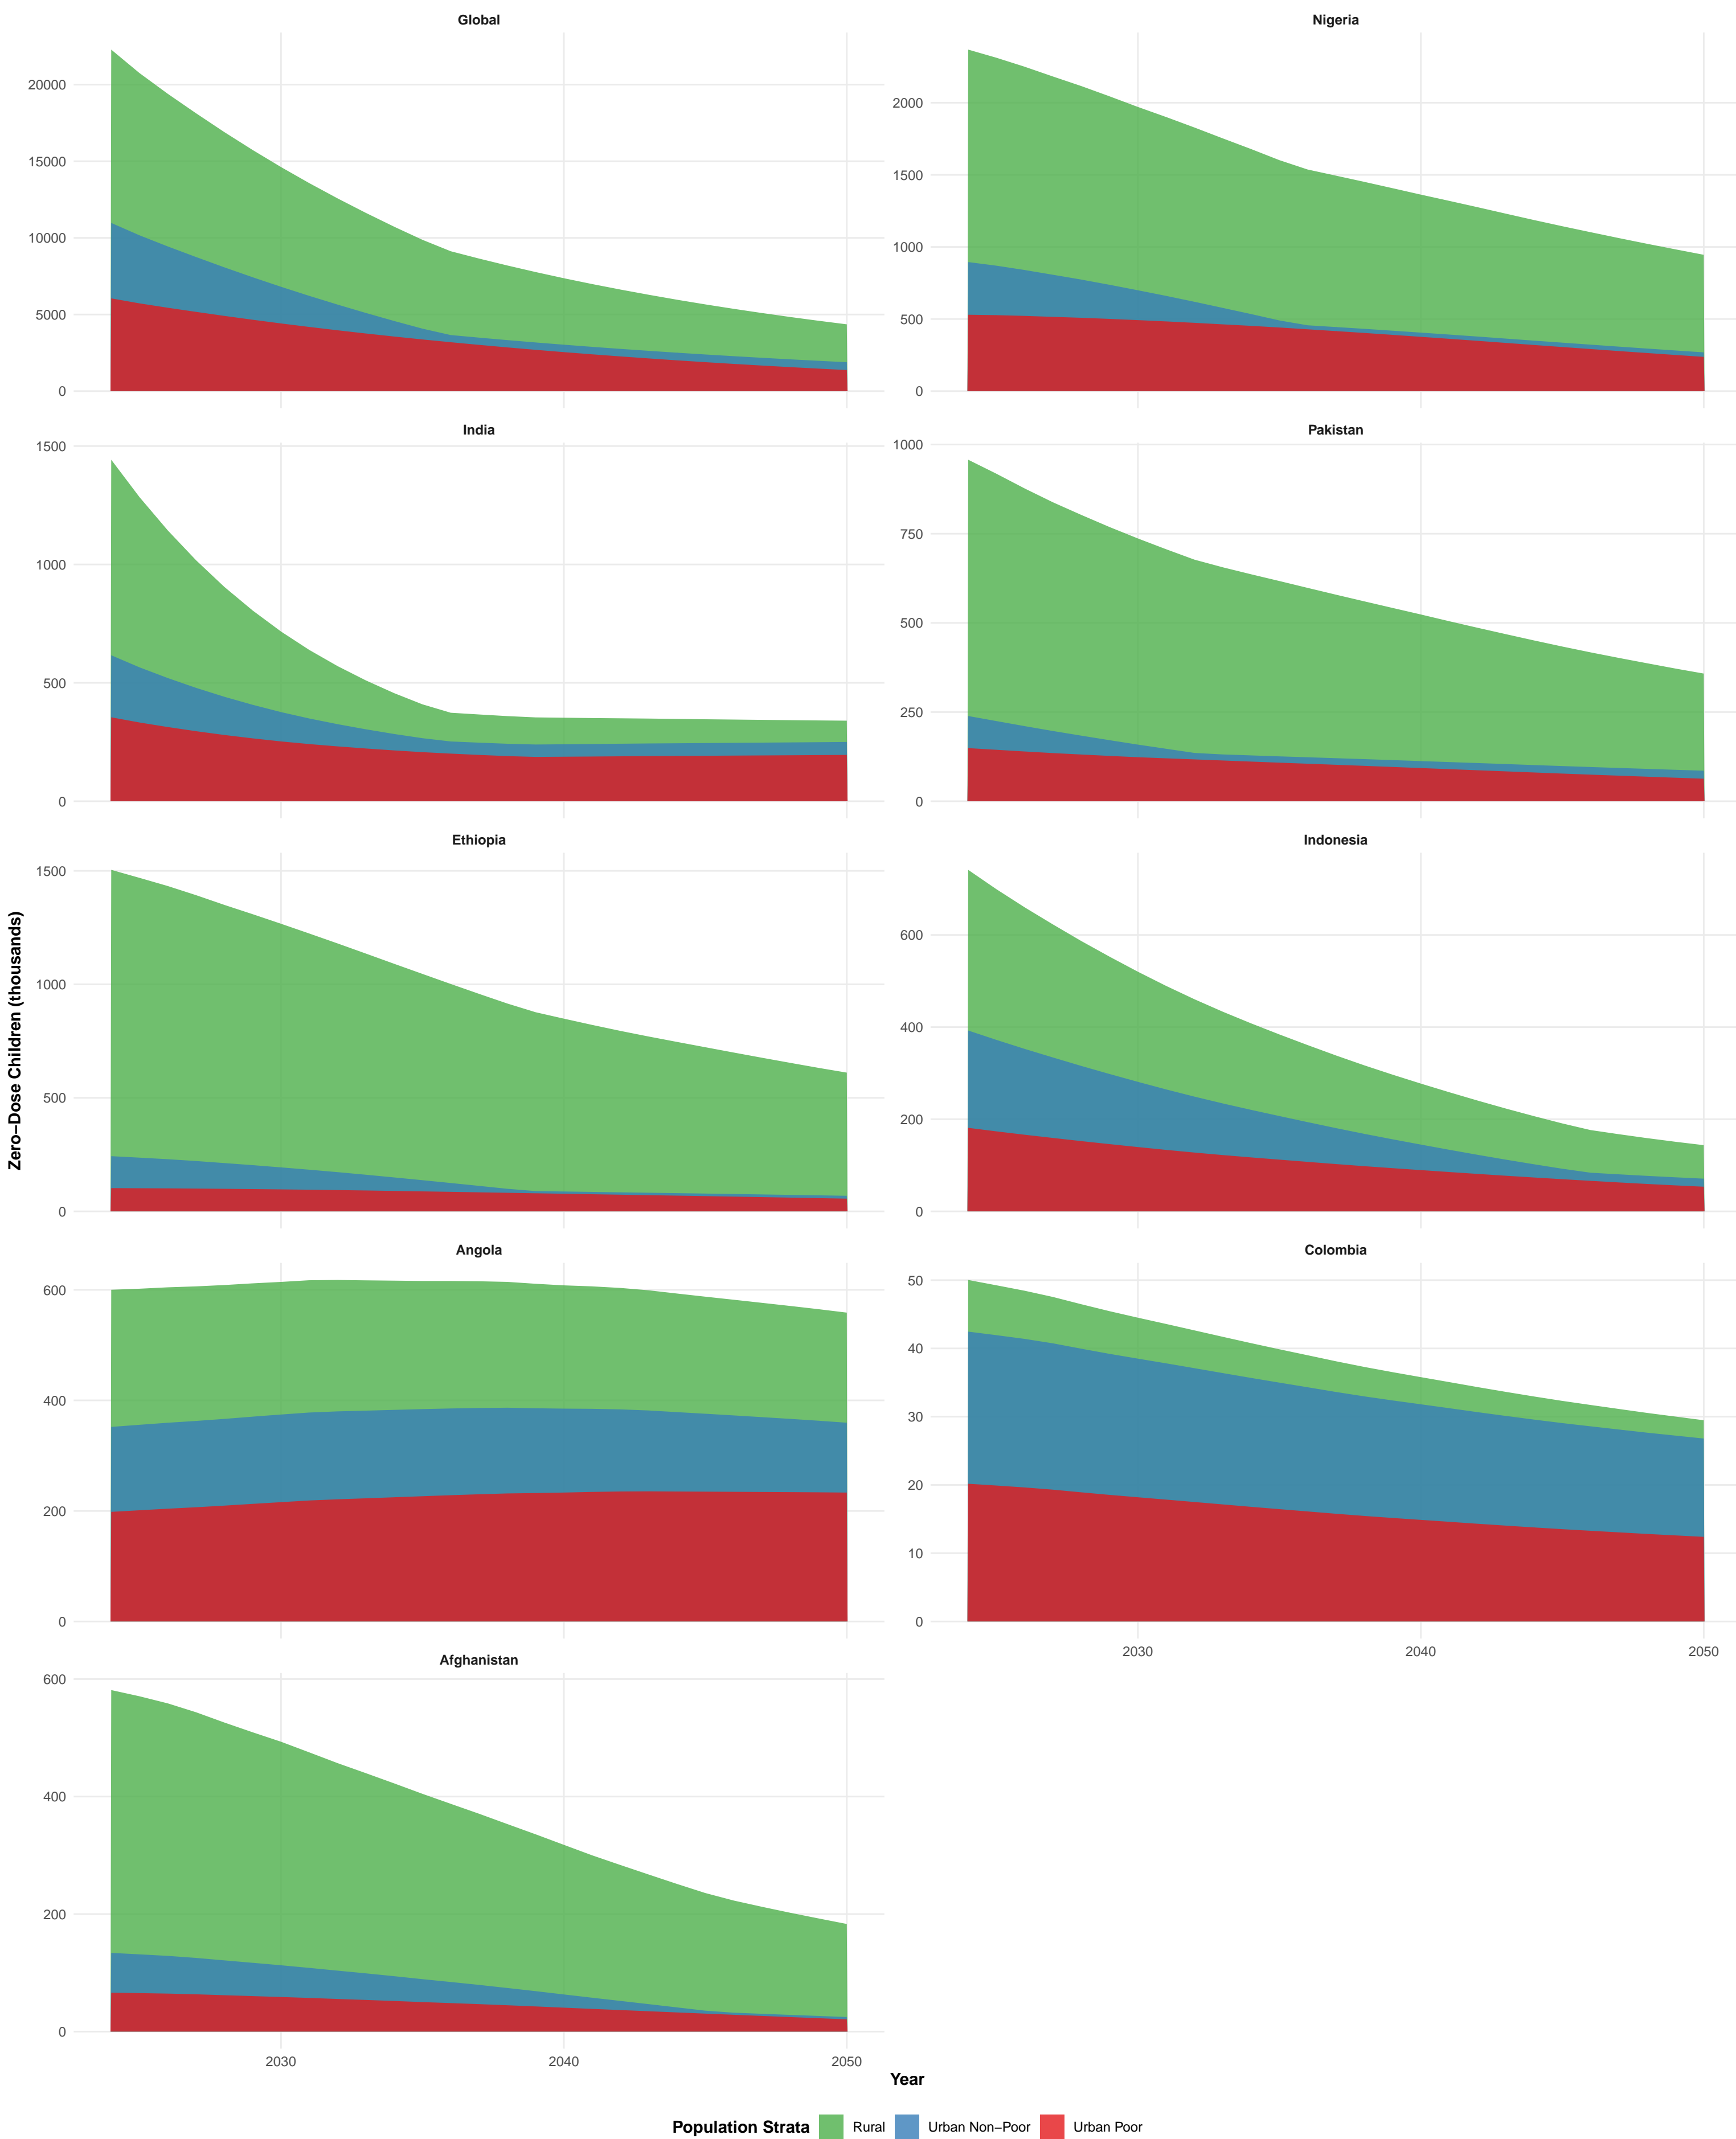 Global
20000
15000
10000
5000
0
Nigeria
2000
1500
1000
500
0
India
1500
1000
500
0
Pakistan
1000
750
500
250
0
Ethiopia
1500
1000
500
0
Indonesia
600
400
200
0
Angola
600
400
200
0
Colombia
50
40
30
20
10
0
2030 2040 2050
Afghanistan
600
400
200
0
2030 2040 2050
Zero−Dose Children (thousands)
Year
Population Strata Rural Urban Non−Poor Urban Poor